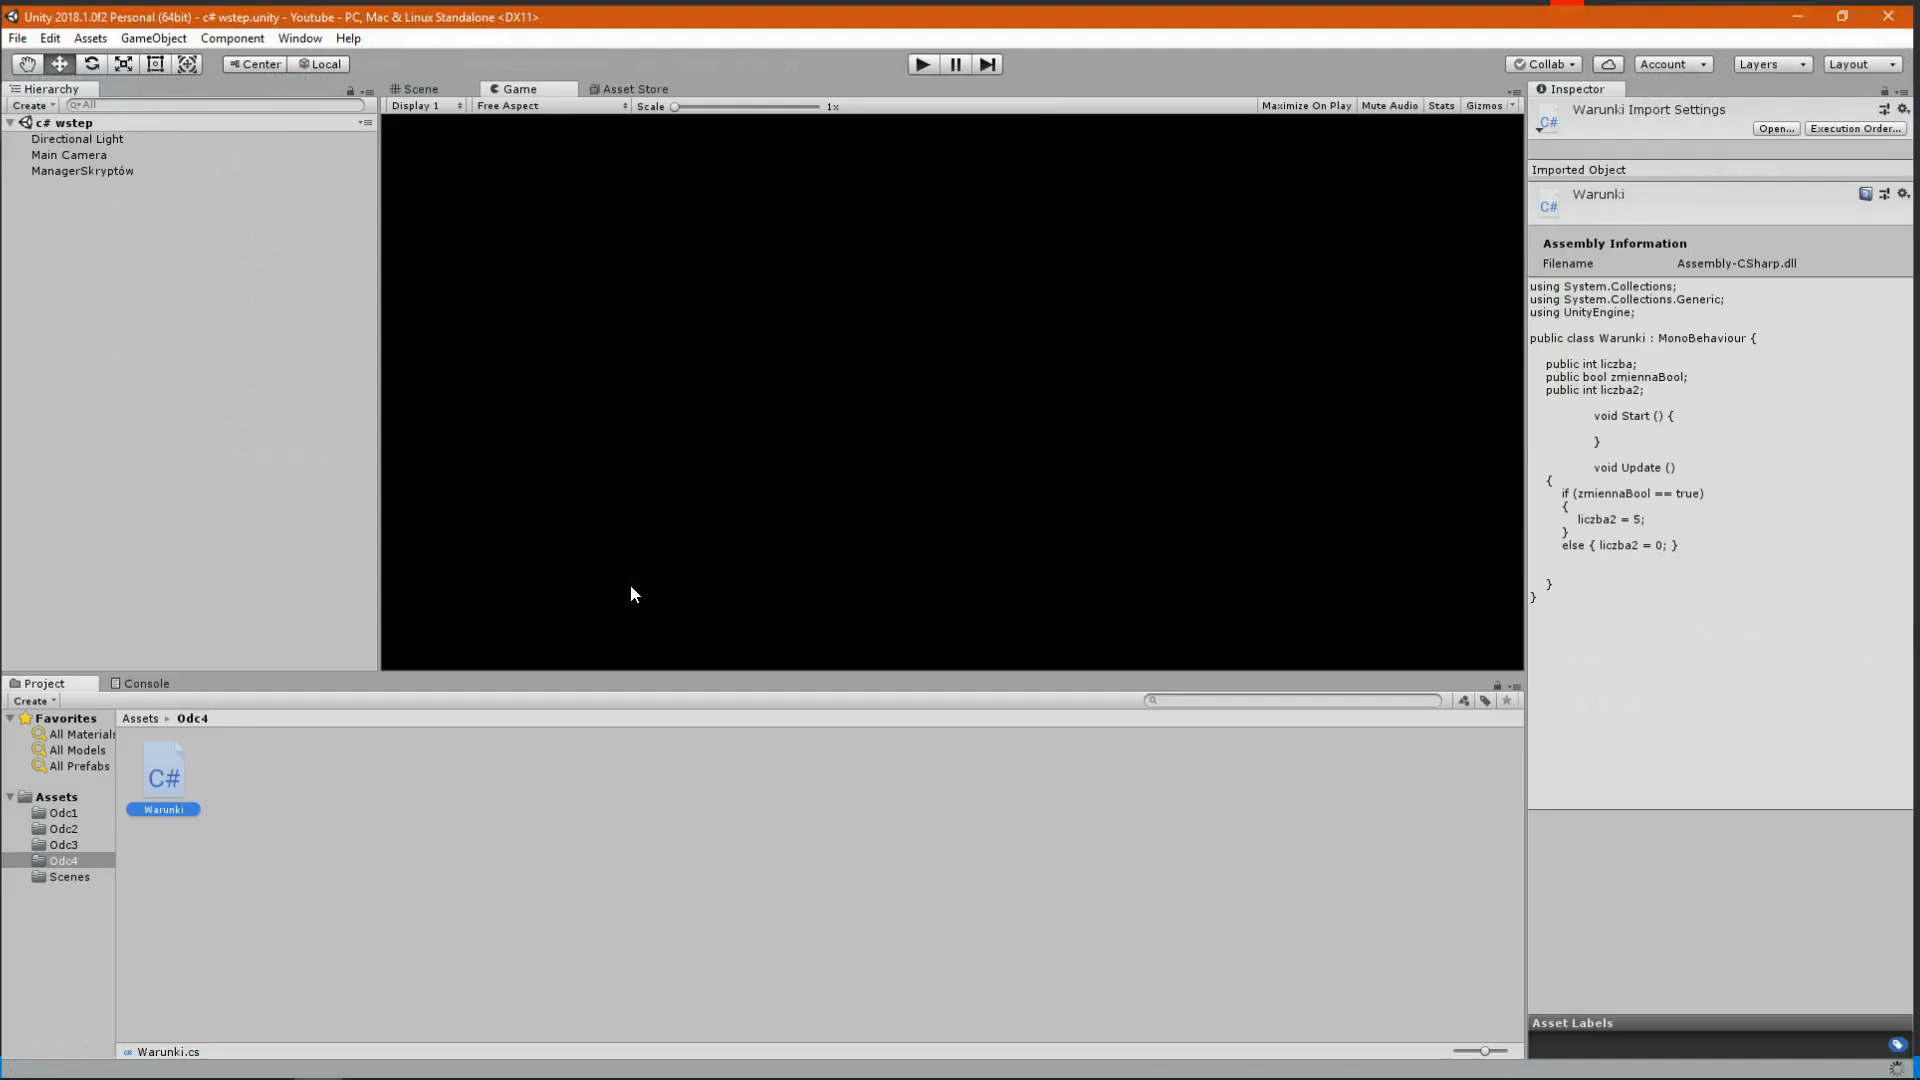 Unity 2018.1.0f2 Personal (64bit) - c# wstep.unity - Youtube - PC, Mac & Linux Standalone <DX11>
File Edit Assets GameObject Component Window Help
Center Local
Collab Account Layers Layout
Hierarchy
Create All
c# wstep
Directional Light
Main Camera
ManagerSkryptów
Scene Game Asset Store
Display 1 Free Aspect Scale 1x Maximize On Play Mute Audio Stats Gizmos
Inspector
Warunki Import Settings
C#
Open... Execution Order...
Imported Object
Warunki
C#
Assembly Information
Filename Assembly-CSharp.dll
using System.Collections;
using System.Collections.Generic;
using UnityEngine;
public class Warunki : MonoBehaviour {
public int liczba;
public bool zmiennaBool;
public int liczba2;
void Start () {
}
void Update ()
{
if (zmiennaBool == true)
{
liczba2 = 5;
}
else { liczba2 = 0; }
}
}
Project Console
Create
Favorites
All Materials
All Models
All Prefabs
Assets
Odc1
Odc2
Odc3
Odc4
Scenes
Assets Odc4
C#
Warunki
Warunki.cs
Asset Labels